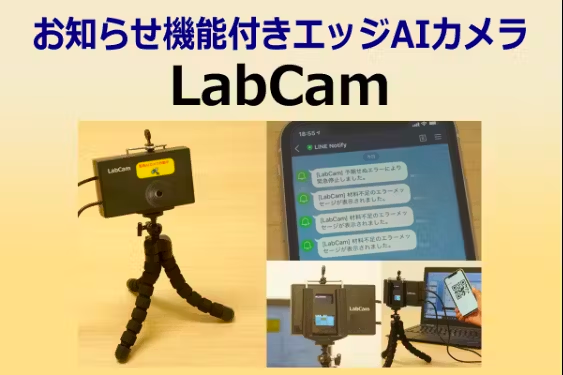 お知らせ機能付きエッジAIカメラ
LabCam
LabCam
18:55
LINE Notify
[LabCam] 予期せぬエラーにより
緊急停止しました。
[LabCam] 材料不足のエラーメッ
セージが表示されました。
[LabCam] 材料不足のエラーメッ
セージが表示されました。
[LabCam] 材料不足のエラーメッ
セージが表示されました。
LabCam